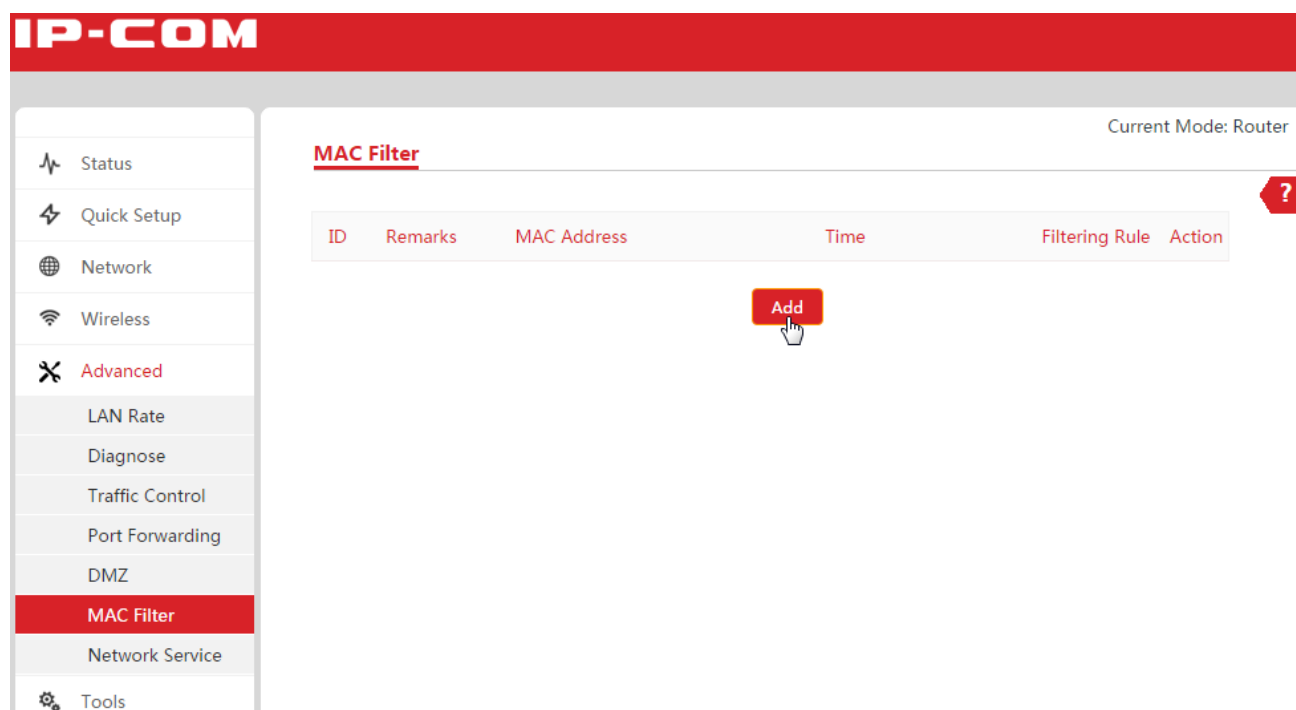 IP-COM
Current Mode: Router
MAC Filter
?
Status
Quick Setup
Network
Wireless
Advanced
LAN Rate
Diagnose
Traffic Control
Port Forwarding
DMZ
MAC Filter
Network Service
Tools
ID Remarks MAC Address Time Filtering Rule Action
Add